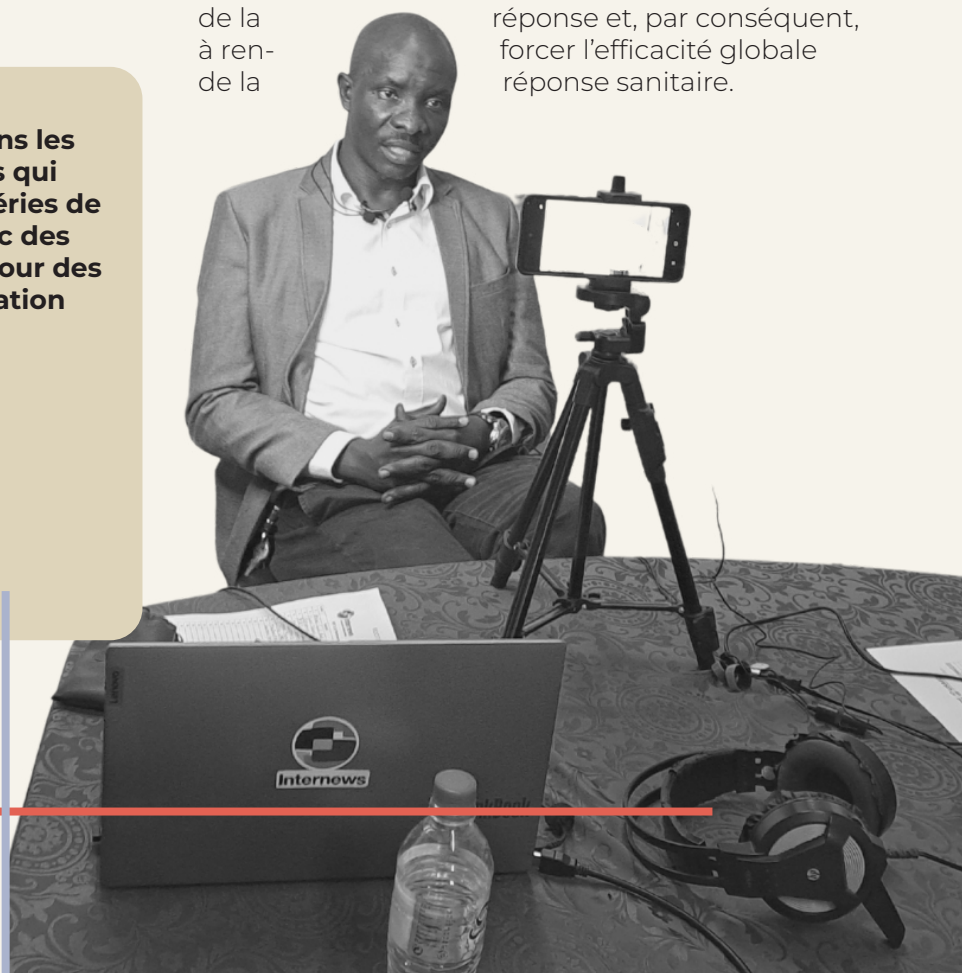 de la réponse et, par conséquent,
à ren- forcer l’efficacité globale
de la réponse sanitaire.
ns les
s qui
éries de
c des
our des
ation
Internews